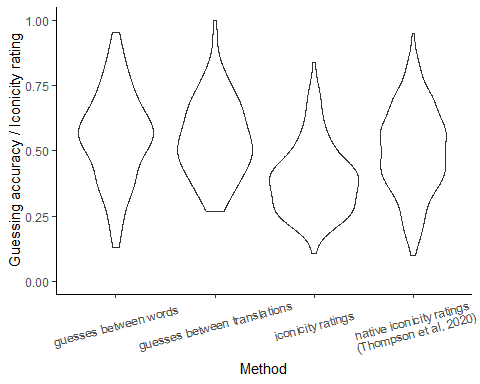 Guessing accuracy / Iconicity rating
1.00
0.75
0.50
0.25
0.00
guesses between words
guesses between translations
iconicity ratings
native iconicity ratings
(Thompson et al, 2020)
Method